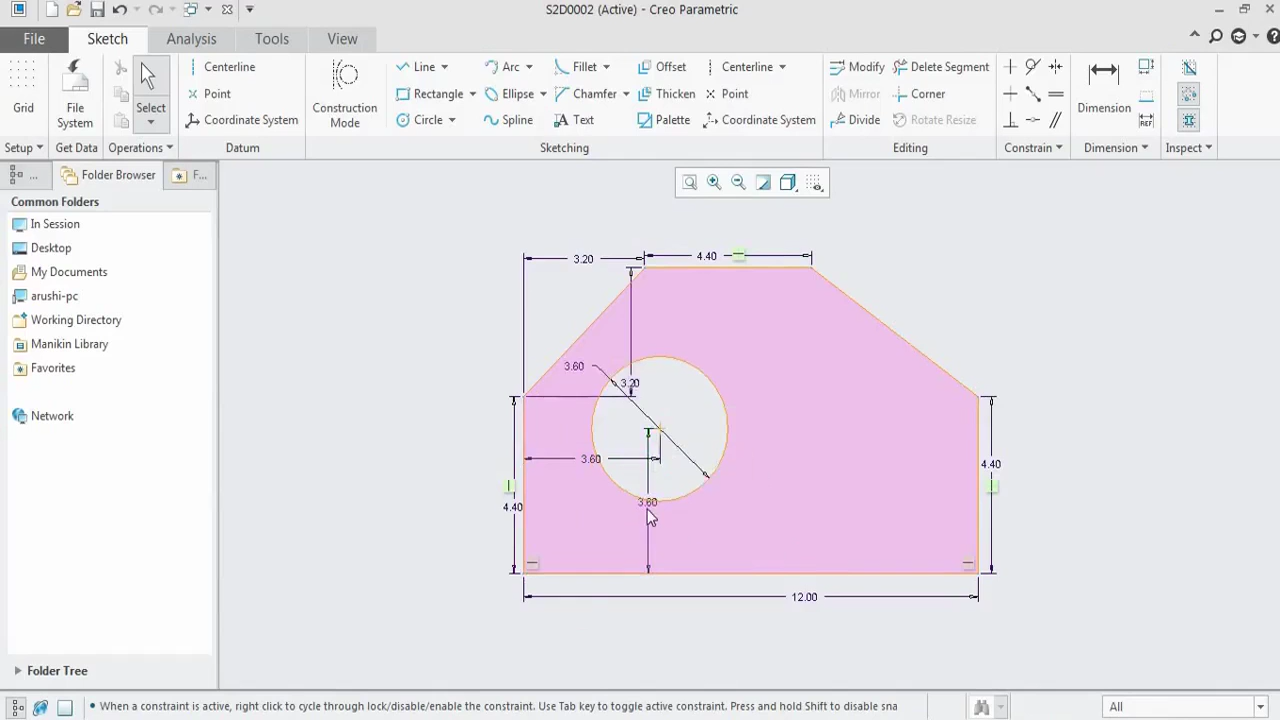 S2D0002 (Active) - Creo Parametric
File Sketch Analysis Tools View
Centerline Line Arc Fillet Offset Centerline Modify Delete Segment
Point Rectangle Ellipse Chamfer Thicken Point Mirror Corner
Grid File System Select Construction Mode Dimension
Coordinate System Circle Spline Text Palette Coordinate System Divide Rotate Resize
REF
Setup Get Data Operations Datum Sketching Editing Constrain Dimension Inspect
... Folder Browser F...
Common Folders
In Session
Desktop
My Documents
arushi-pc
Working Directory
Manikin Library
Favorites
Network
Folder Tree
3.20 4.40
3.60
3.20
3.60
4.40
3.60
4.40
12.00
• When a constraint is active, right click to cycle through lock/disable/enable the constraint. Use Tab key to toggle active constraint. Press and hold Shift to disable sna
All